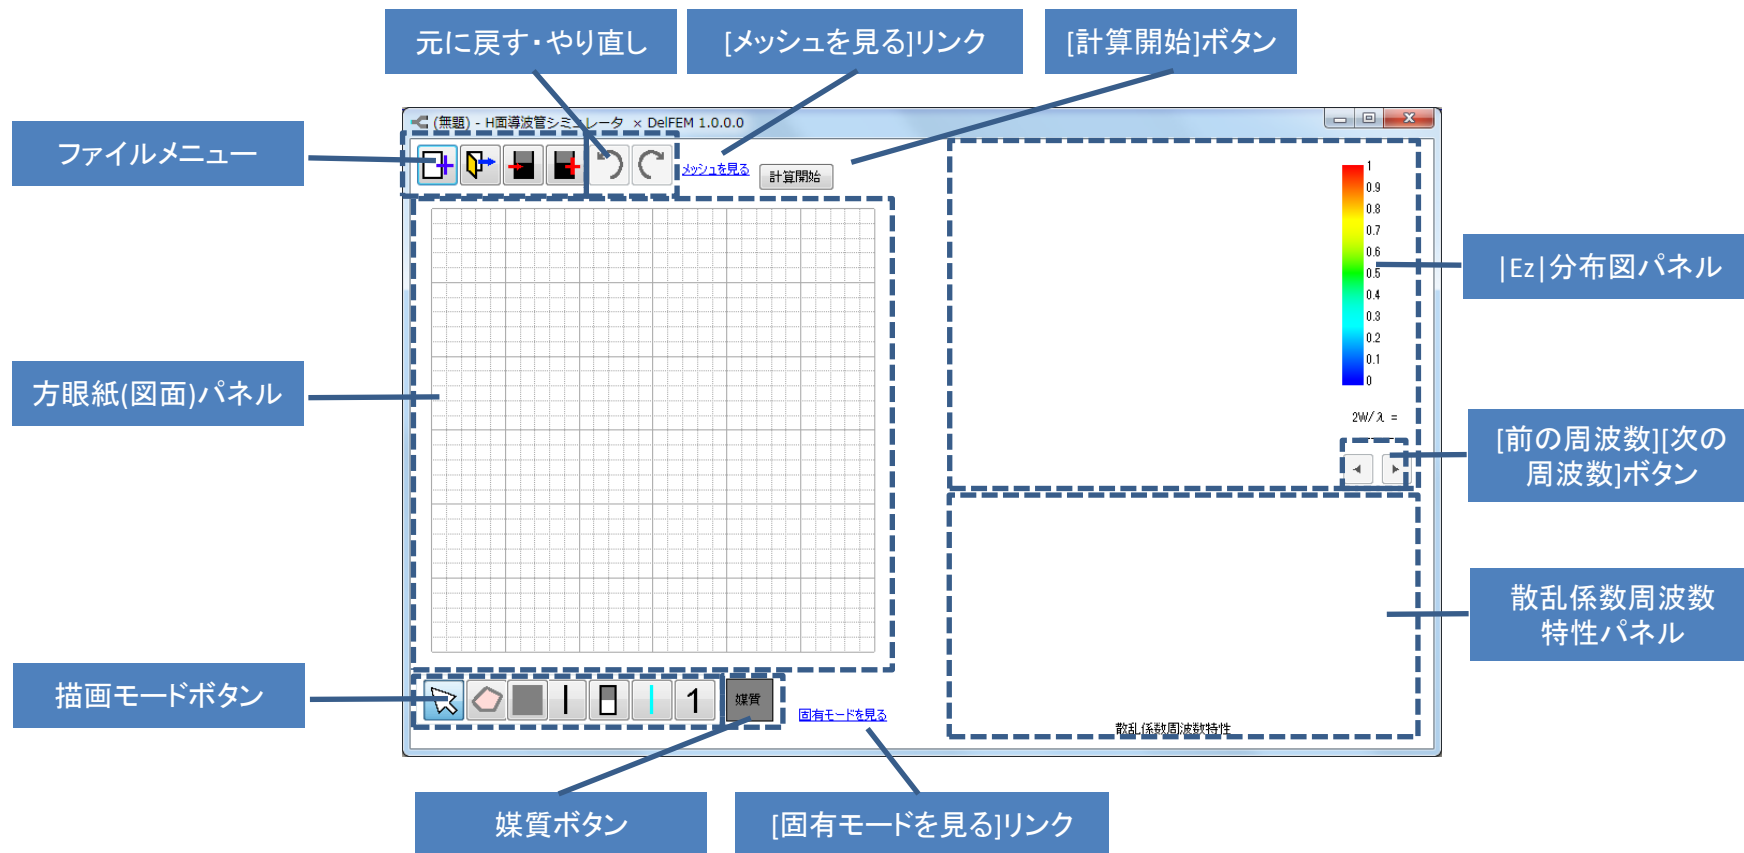 元に戻す・やり直し
[メッシュを見る]リンク
[計算開始]ボタン
(無題) - H面導波管シミュレータ × DelFEM 1.0.0.0
ファイルメニュー
メッシュを見る
計算開始
1
0.9
0.8
0.7
0.6
0.5
0.4
0.3
0.2
0.1
0
|Ez|分布図パネル
方眼紙(図面)パネル
2W/λ =
[前の周波数][次の
周波数]ボタン
散乱係数周波数
特性パネル
描画モードボタン
1
媒質
固有モードを見る
散乱係数周波数特性
媒質ボタン
[固有モードを見る]リンク